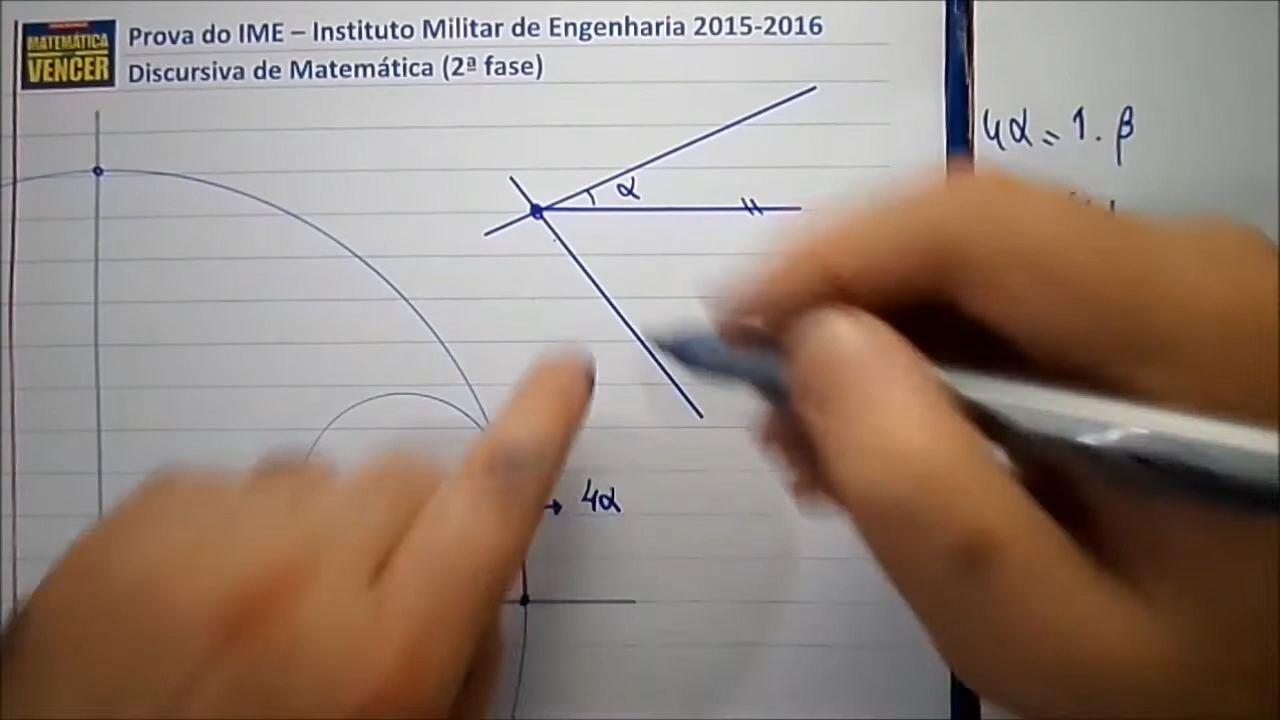 MATEMÁTICA
VENCER
Prova do IME – Instituto Militar de Engenharia 2015-2016
Discursiva de Matemática (2ª fase)
α
4α = 1. β
4α